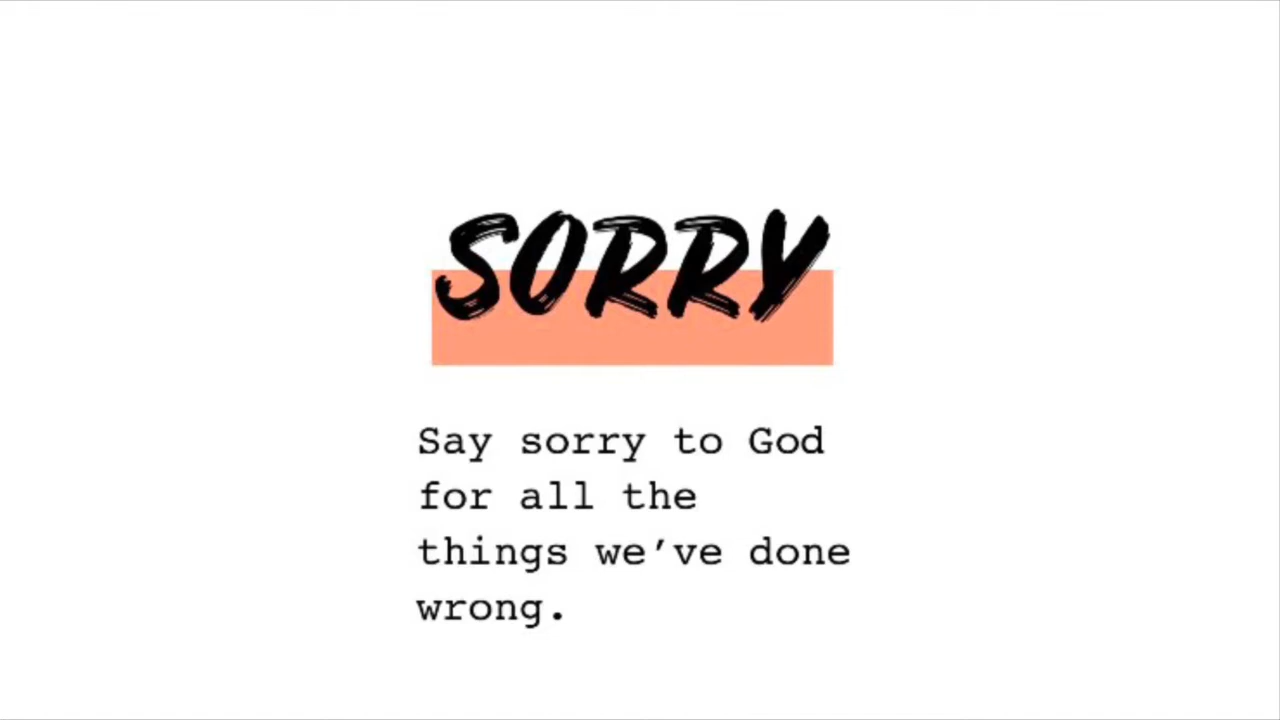 SORRY
Say sorry to God
for all the
things we’ve done
wrong.